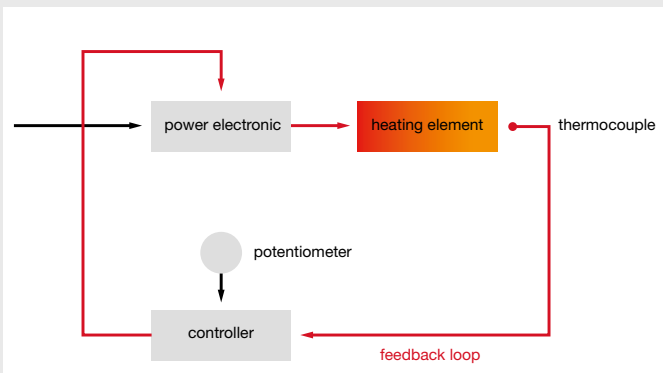 power electronic
heating element
thermocouple
potentiometer
controller
feedback loop